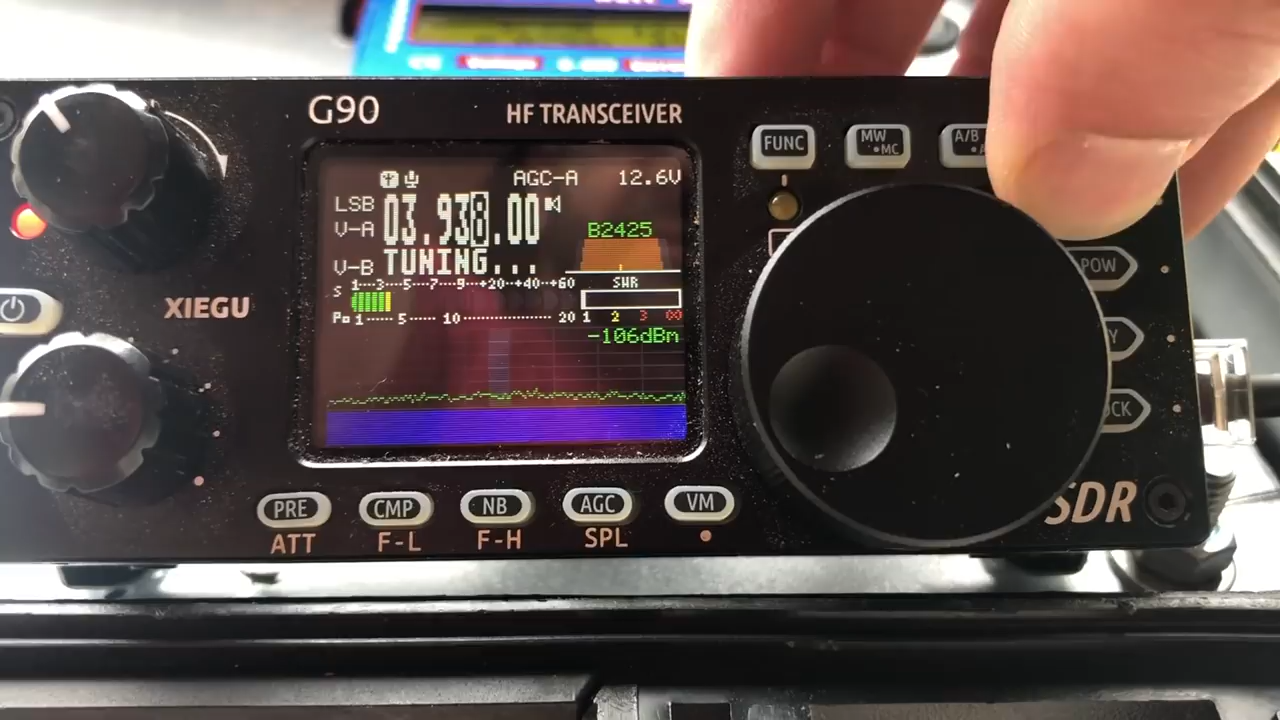 G90
HF TRANSCEIVER
FUNC
MW
•MC
A/B
AGC-A 12.6V
LSB
V-A 03.938.00
B2425
V-B TUNING...
S 1---3--5--7--9--+20--+40--+60
SWR
Po 1----- 5----- 10 ---------- 20
1 2 3 ∞
-106dBm
POW
XIEGU
PRE
CMP
NB
AGC
VM
ATT
F-L
F-H
SPL
SDR